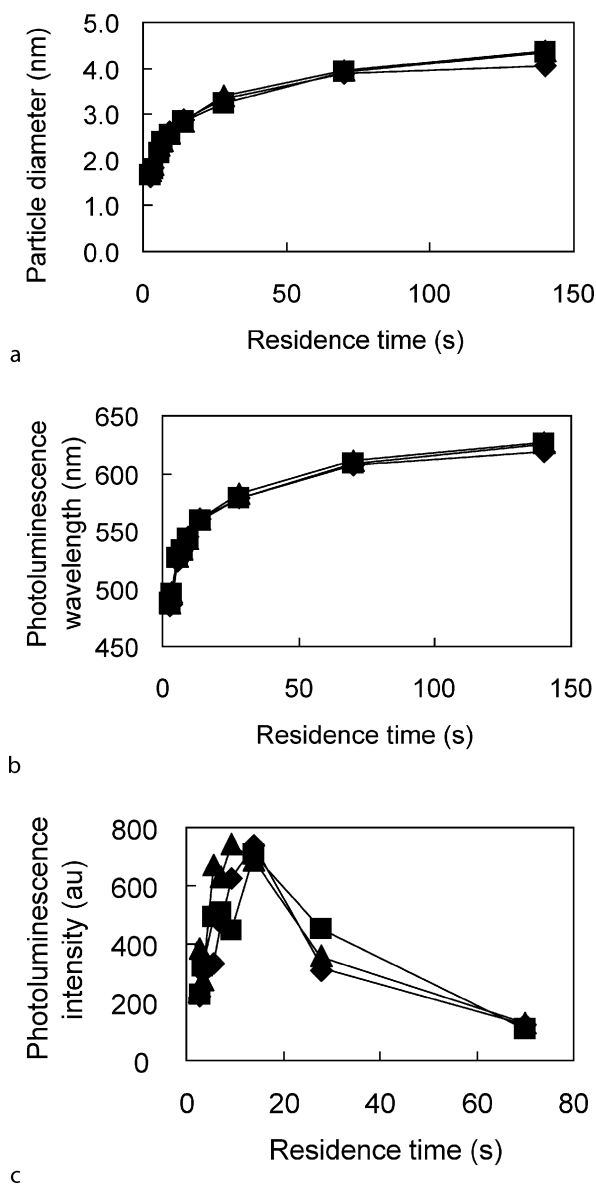 5.0
4.0
3.0
2.0
1.0
0.0
Particle diameter (nm)
0 50 100 150
Residence time (s)
a
650
600
550
500
450
Photoluminescence
wavelength (nm)
0 50 100 150
Residence time (s)
b
800
600
400
200
0
Photoluminescence
intensity (au)
0 20 40 60 80
Residence time (s)
c